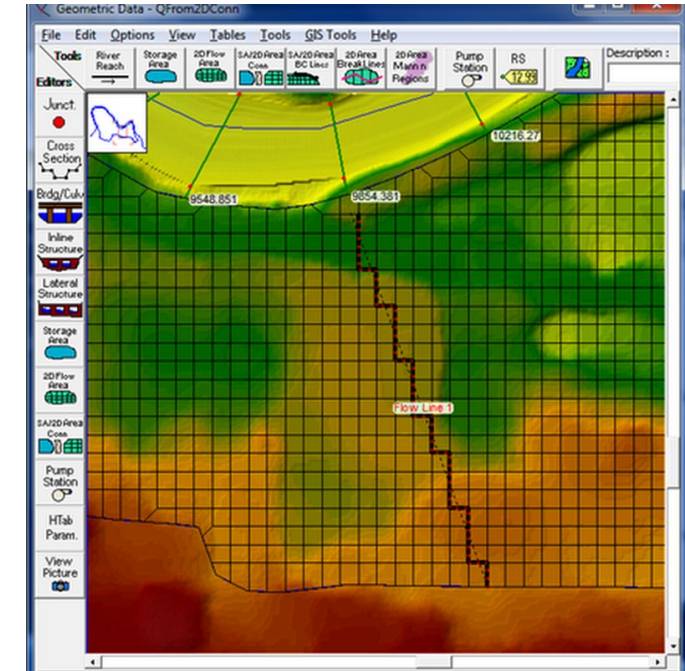 Geometric Data - QFrom2DConn
File Edit Options View Tables Tools GIS Tools Help
Tools
Editors
River
Reach
Storage
Area
2D Flow
Area
SA/2D Area
Conn
SA/2D Area
BC Lines
2D Area
BreakLines
2D Area
Mann n
Regions
Pump
Station
RS
12.99
Description :
Junct.
Cross
Section
Brdg/Culv
Inline
Structure
Lateral
Structure
Storage
Area
2D Flow
Area
SA/2D Area
Conn
Pump
Station
HTab
Param.
View
Picture
10216.27
9548.851
9854.381
Flow Line 1